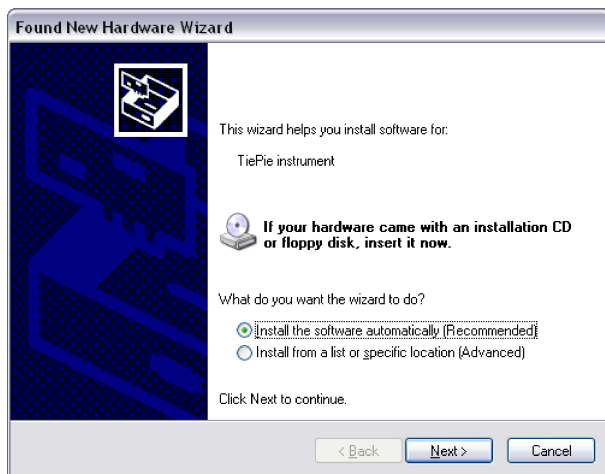 Found New Hardware Wizard
This wizard helps you install software for:
TiePie instrument
If your hardware came with an installation CD
or floppy disk, insert it now.
What do you want the wizard to do?
Install the software automatically (Recommended)
Install from a list or specific location (Advanced)
Click Next to continue.
< Back Next > Cancel